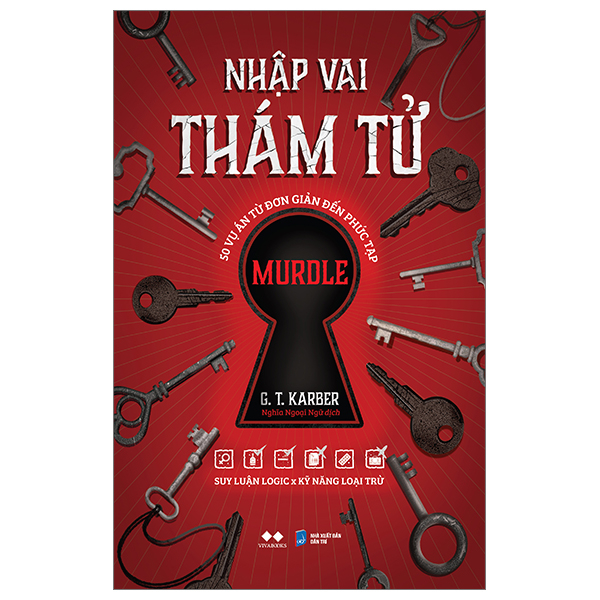 NHẬP VAI
THÁM TỬ
50 VỤ ÁN TỪ ĐƠN GIẢN ĐẾN PHỨC TẠP
MURDLE
G. T. KARBER
Nghĩa Ngoại Ngữ dịch
SUY LUẬN LOGIC x KỸ NĂNG LOẠI TRỪ
VIVABOOKS
NHÀ XUẤT BẢN
DÂN TRÍ